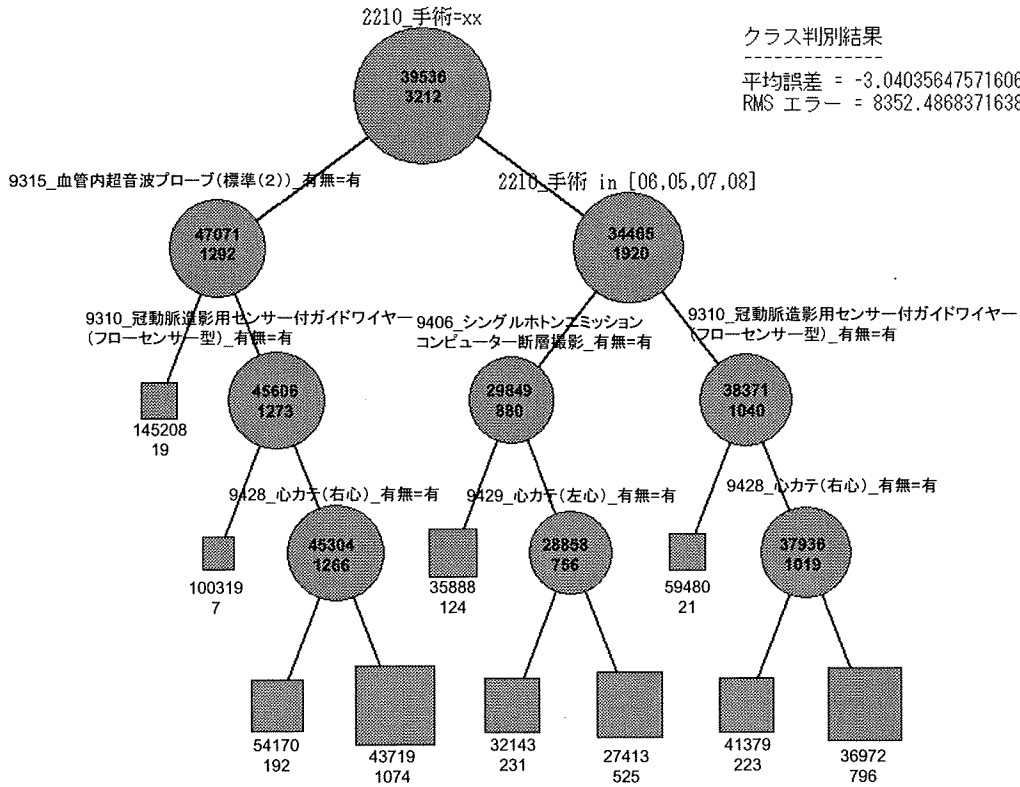 2210_手術=xx
クラス判別結果
--------------
平均誤差 = -3.04035647571606
RMS エラー = 8352.4868371638
39536
3212
9315_血管内超音波プローブ(標準(2))_有無=有
2210_手術 in [06,05,07,08]
47071
1292
34465
1920
9310_冠動脈造影用センサー付ガイドワイヤー
(フローセンサー型)_有無=有
9406_シングルホトンエミッション
コンピューター断層撮影_有無=有
9310_冠動脈造影用センサー付ガイドワイヤー
(フローセンサー型)_有無=有
145208
19
45606
1273
29849
880
38371
1040
9428_心カテ(右心)_有無=有
9429_心カテ(左心)_有無=有
9428_心カテ(右心)_有無=有
100319
7
45304
1266
35888
124
28858
756
59480
21
37936
1019
54170
192
43719
1074
32143
231
27413
525
41379
223
36972
796